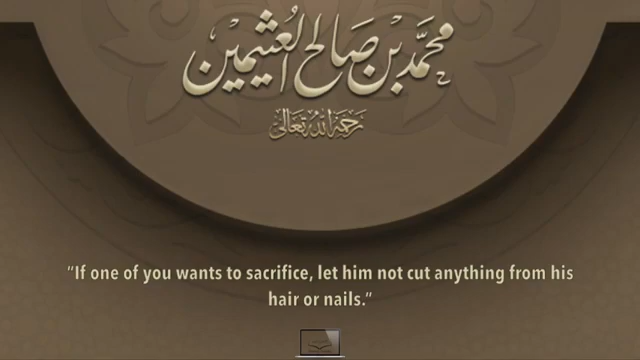 محمد بن صالح العثيمين
رحمه الله تعالى
“If one of you wants to sacrifice, let him not cut anything from his
hair or nails.”